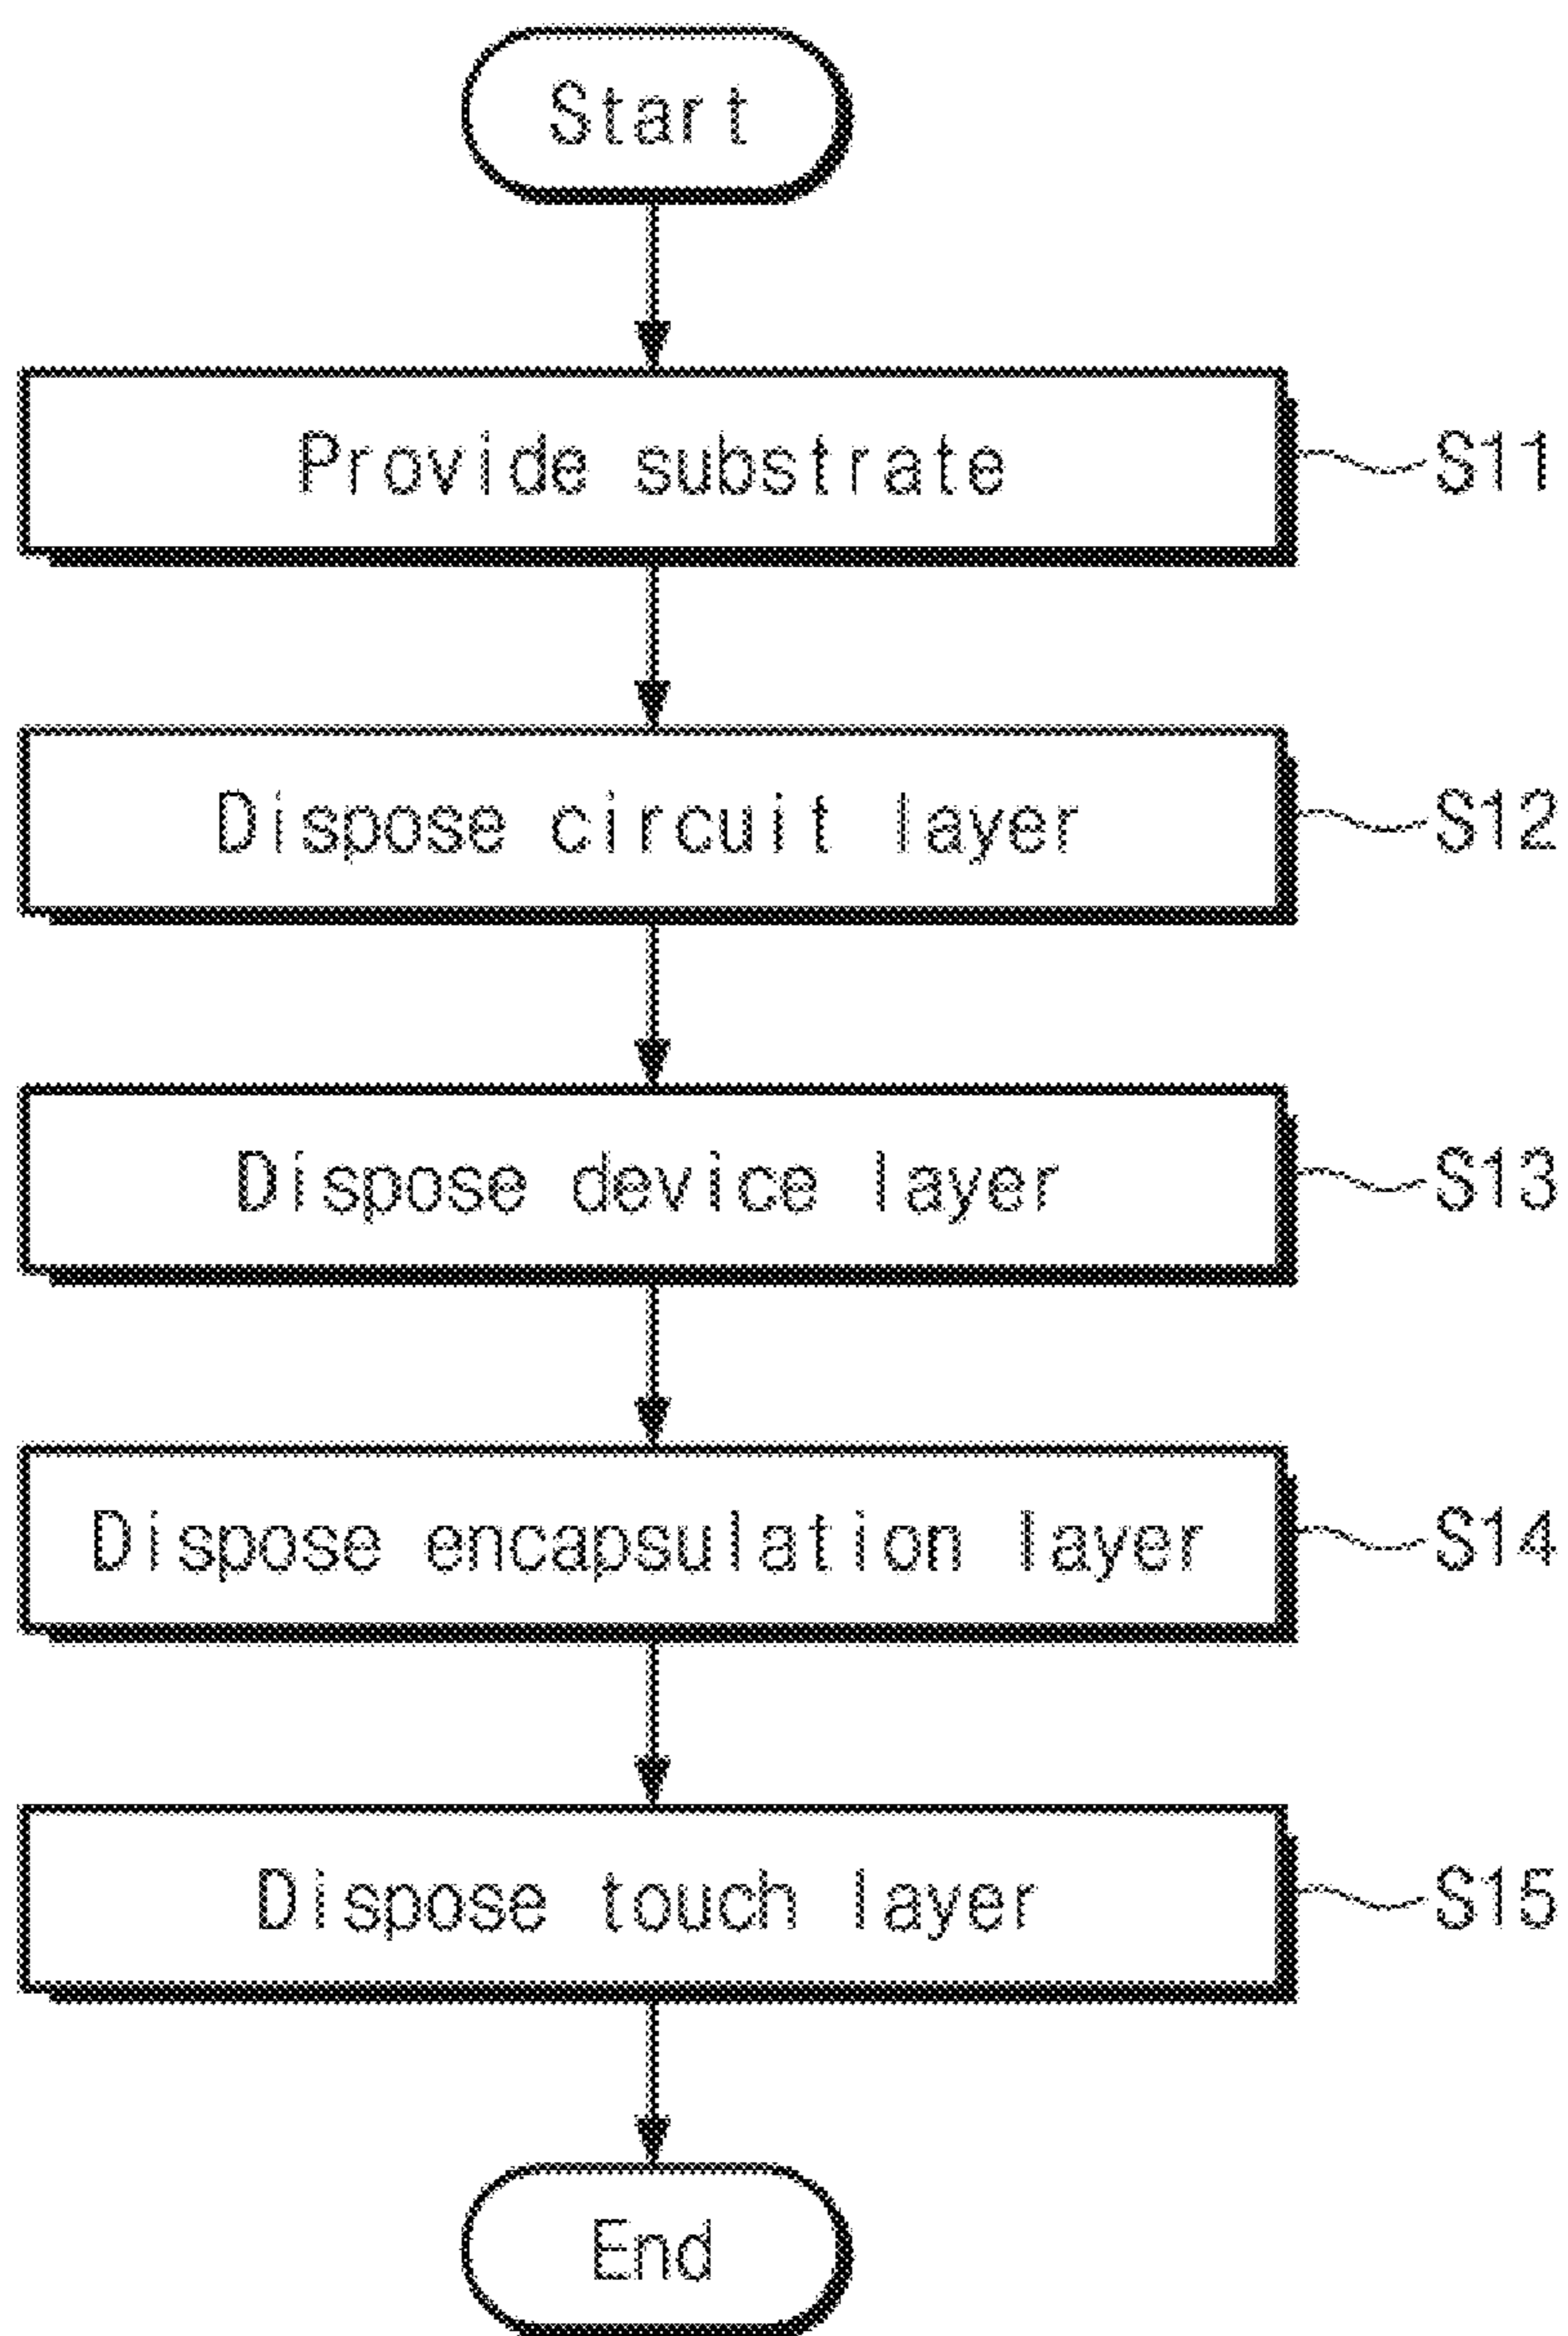 Start
Provide substrate S11
Dispose circuit layer S12
Dispose device layer S13
Dispose encapsulation layer S14
Dispose touch layer S15
End